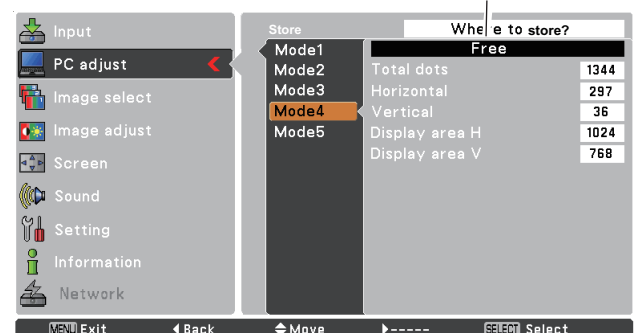 Input
PC adjust
Image select
Image adjust
Screen
Sound
Setting
Information
Network
Store
Where to store?
Mode1
Mode2
Mode3
Mode4
Mode5
Free
Total dots 1344
Horizontal 297
Vertical 36
Display area H 1024
Display area V 768
MENU Exit Back Move ----- SELECT Select